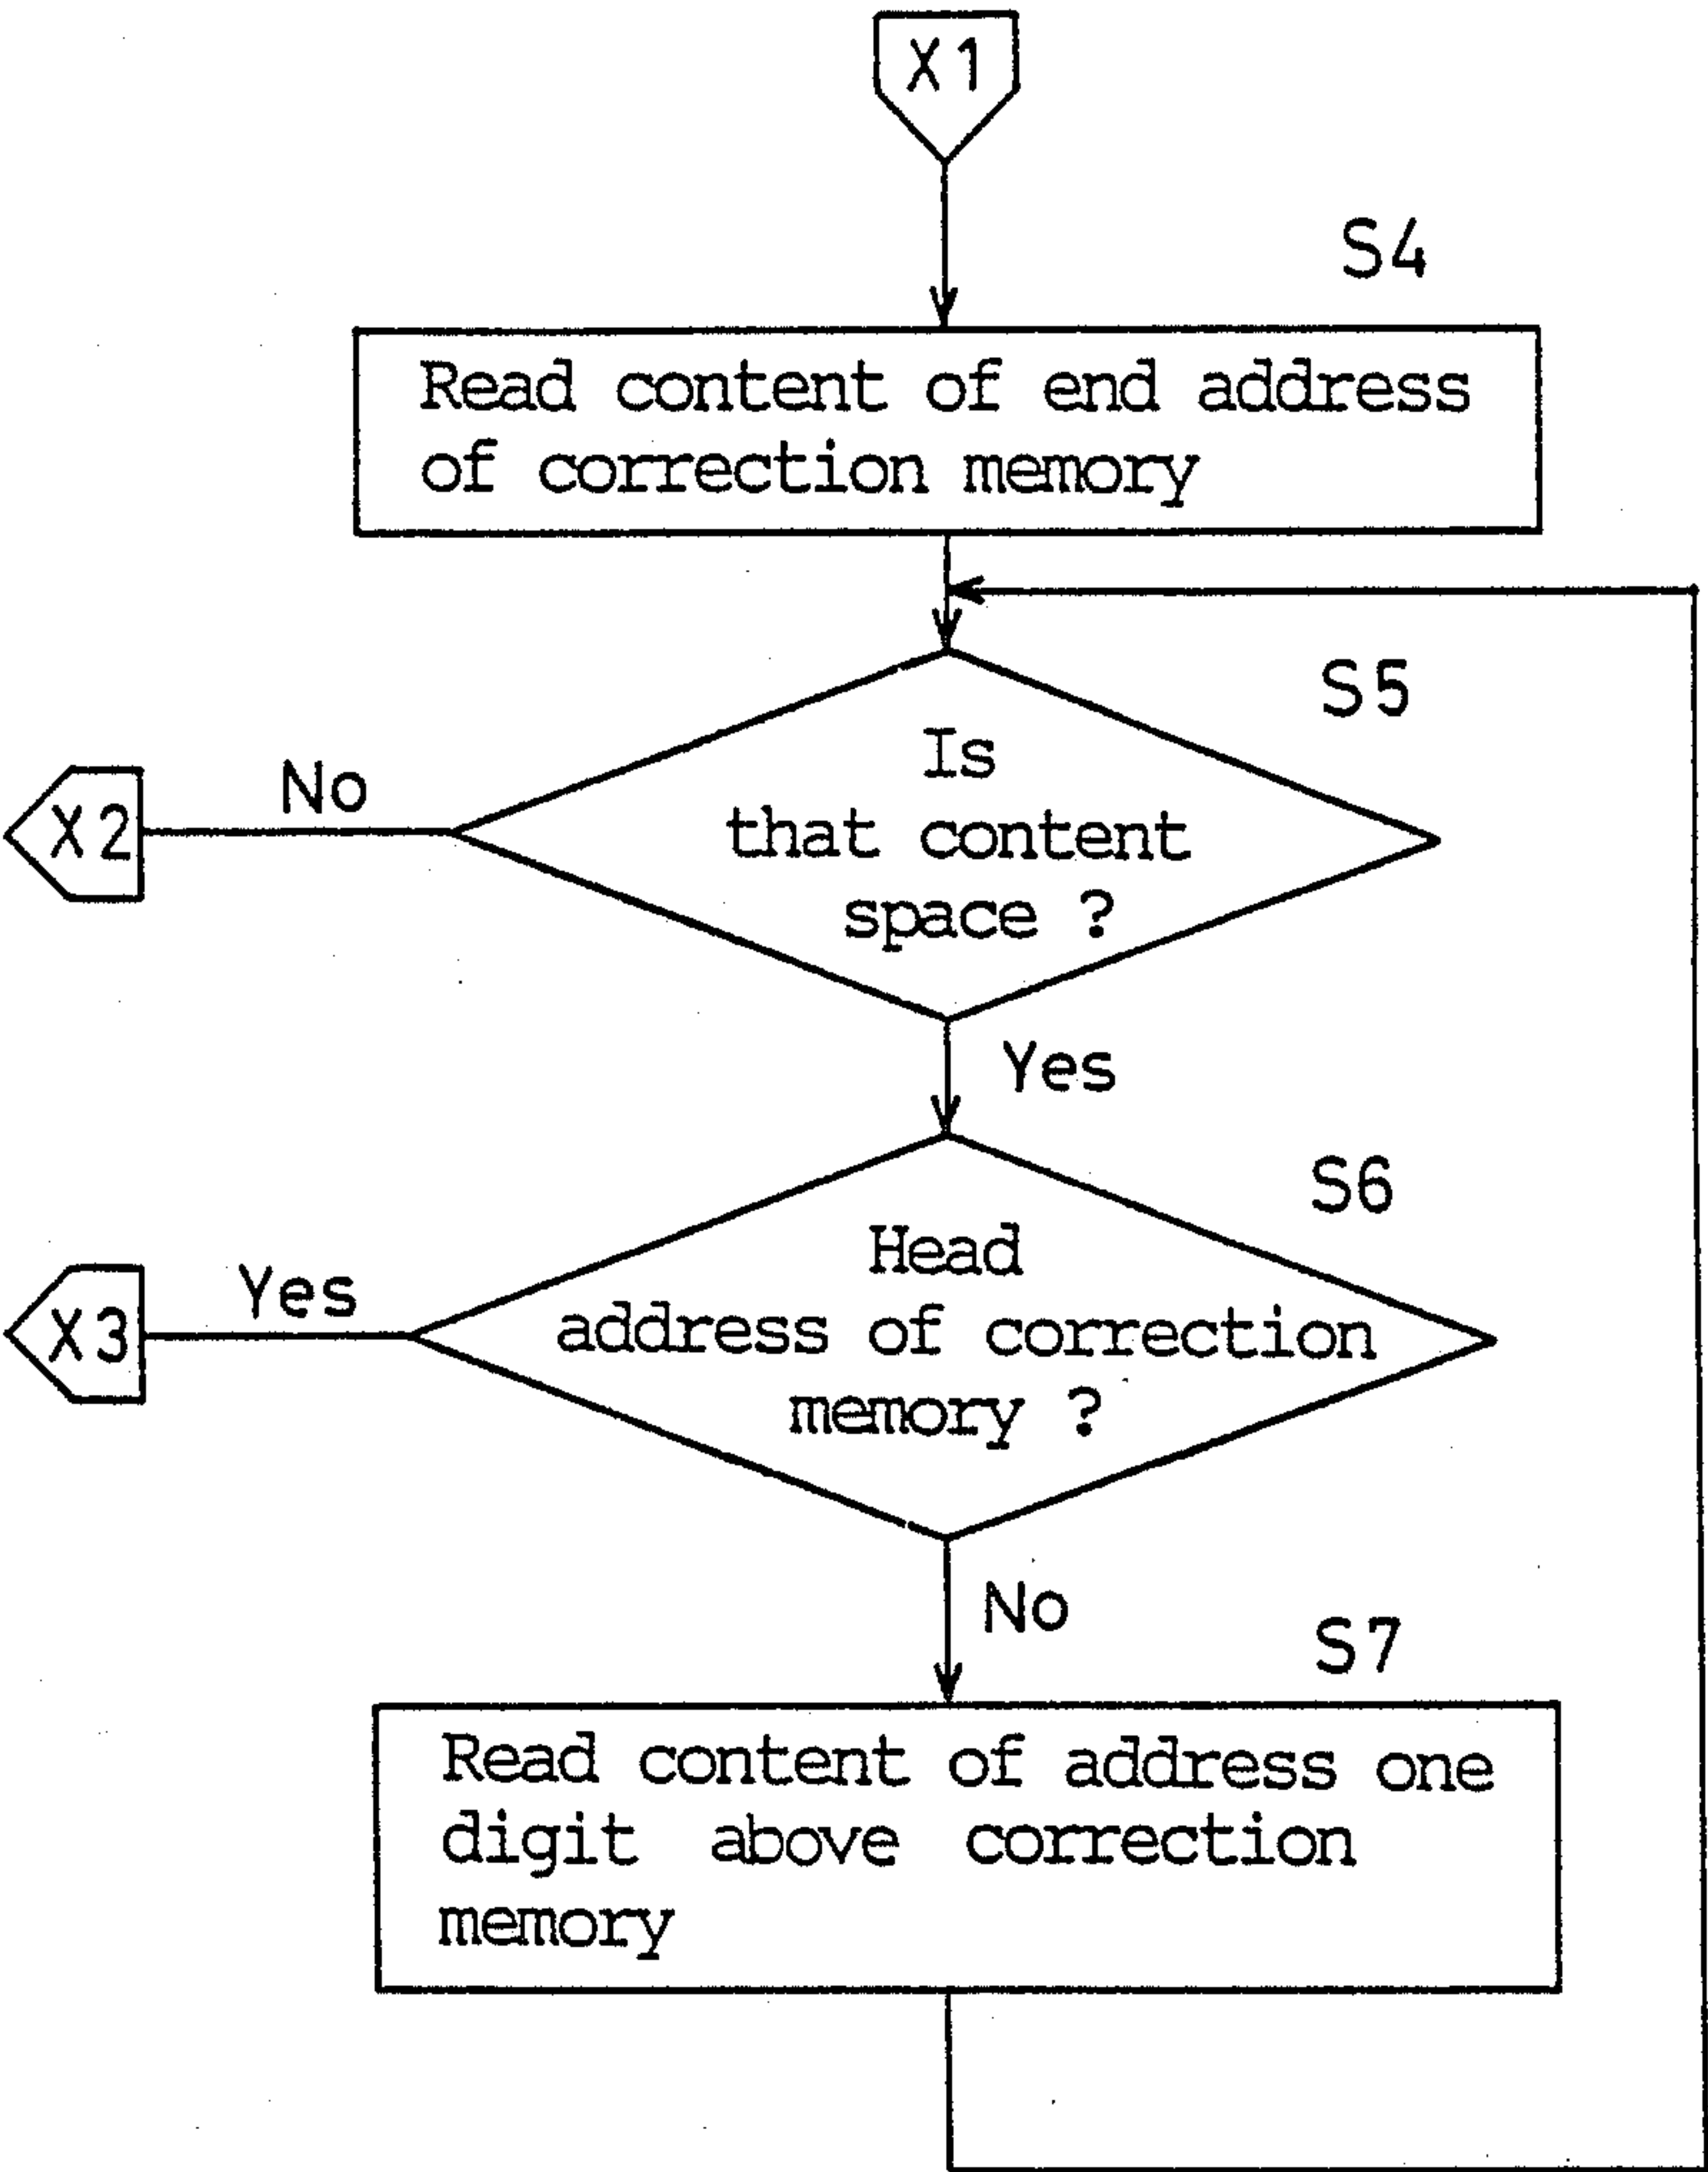 X1
S4
Read content of end address
of correction memory
S5
Is
that content
space ?
No
X2
Yes
S6
Head
address of correction
memory ?
Yes
X3
No
S7
Read content of address one
digit above correction
memory